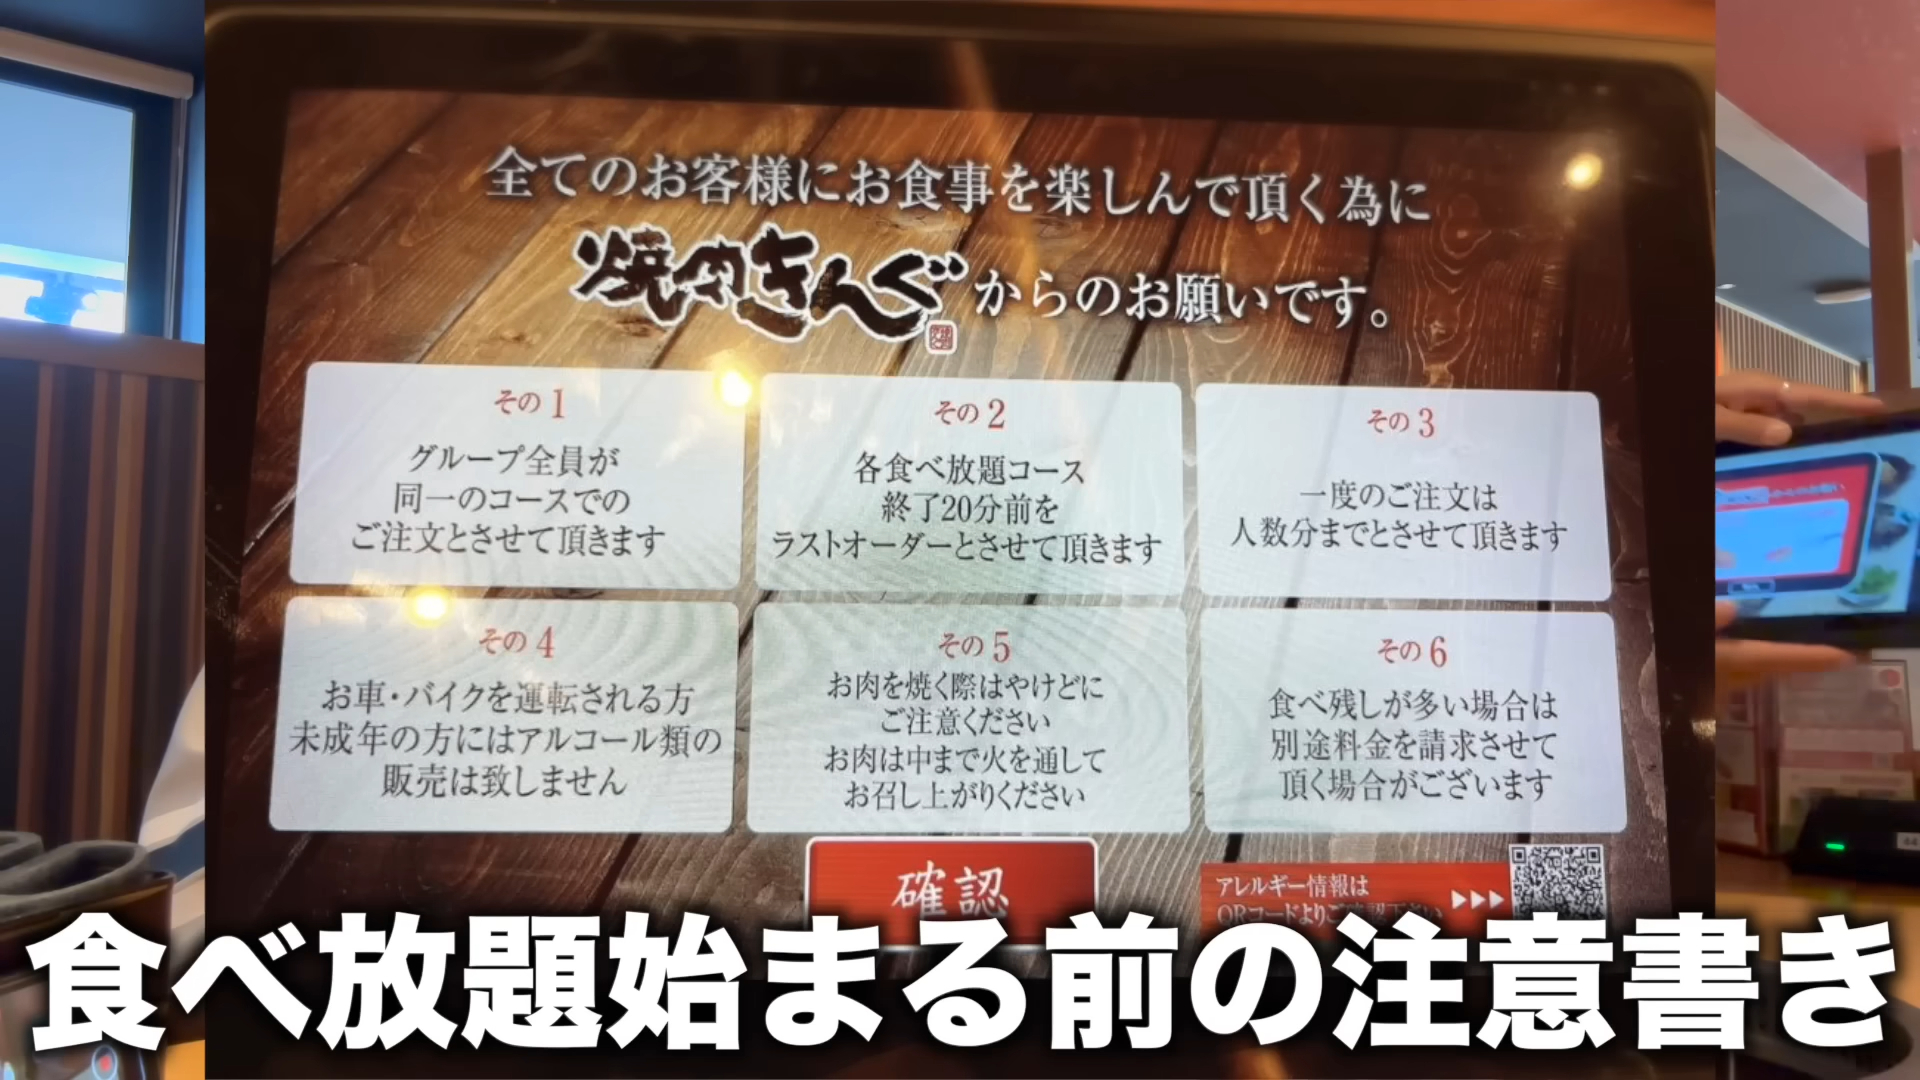 全てのお客様にお食事を楽しんで頂く為に
焼肉きんぐからのお願いです。
その1
グループ全員が
同一のコースでの
ご注文とさせて頂きます
その2
各食べ放題コース
終了20分前を
ラストオーダーとさせて頂きます
その3
一度のご注文は
人数分までとさせて頂きます
その4
お車・バイクを運転される方
未成年の方にはアルコール類の
販売は致しません
その5
お肉を焼く際はやけどに
ご注意ください
お肉は中まで火を通して
お召し上がりください
その6
食べ残しが多い場合は
別途料金を請求させて
頂く場合がございます
確認
アレルギー情報は
QRコードよりご確認下さい
食べ放題始まる前の注意書き